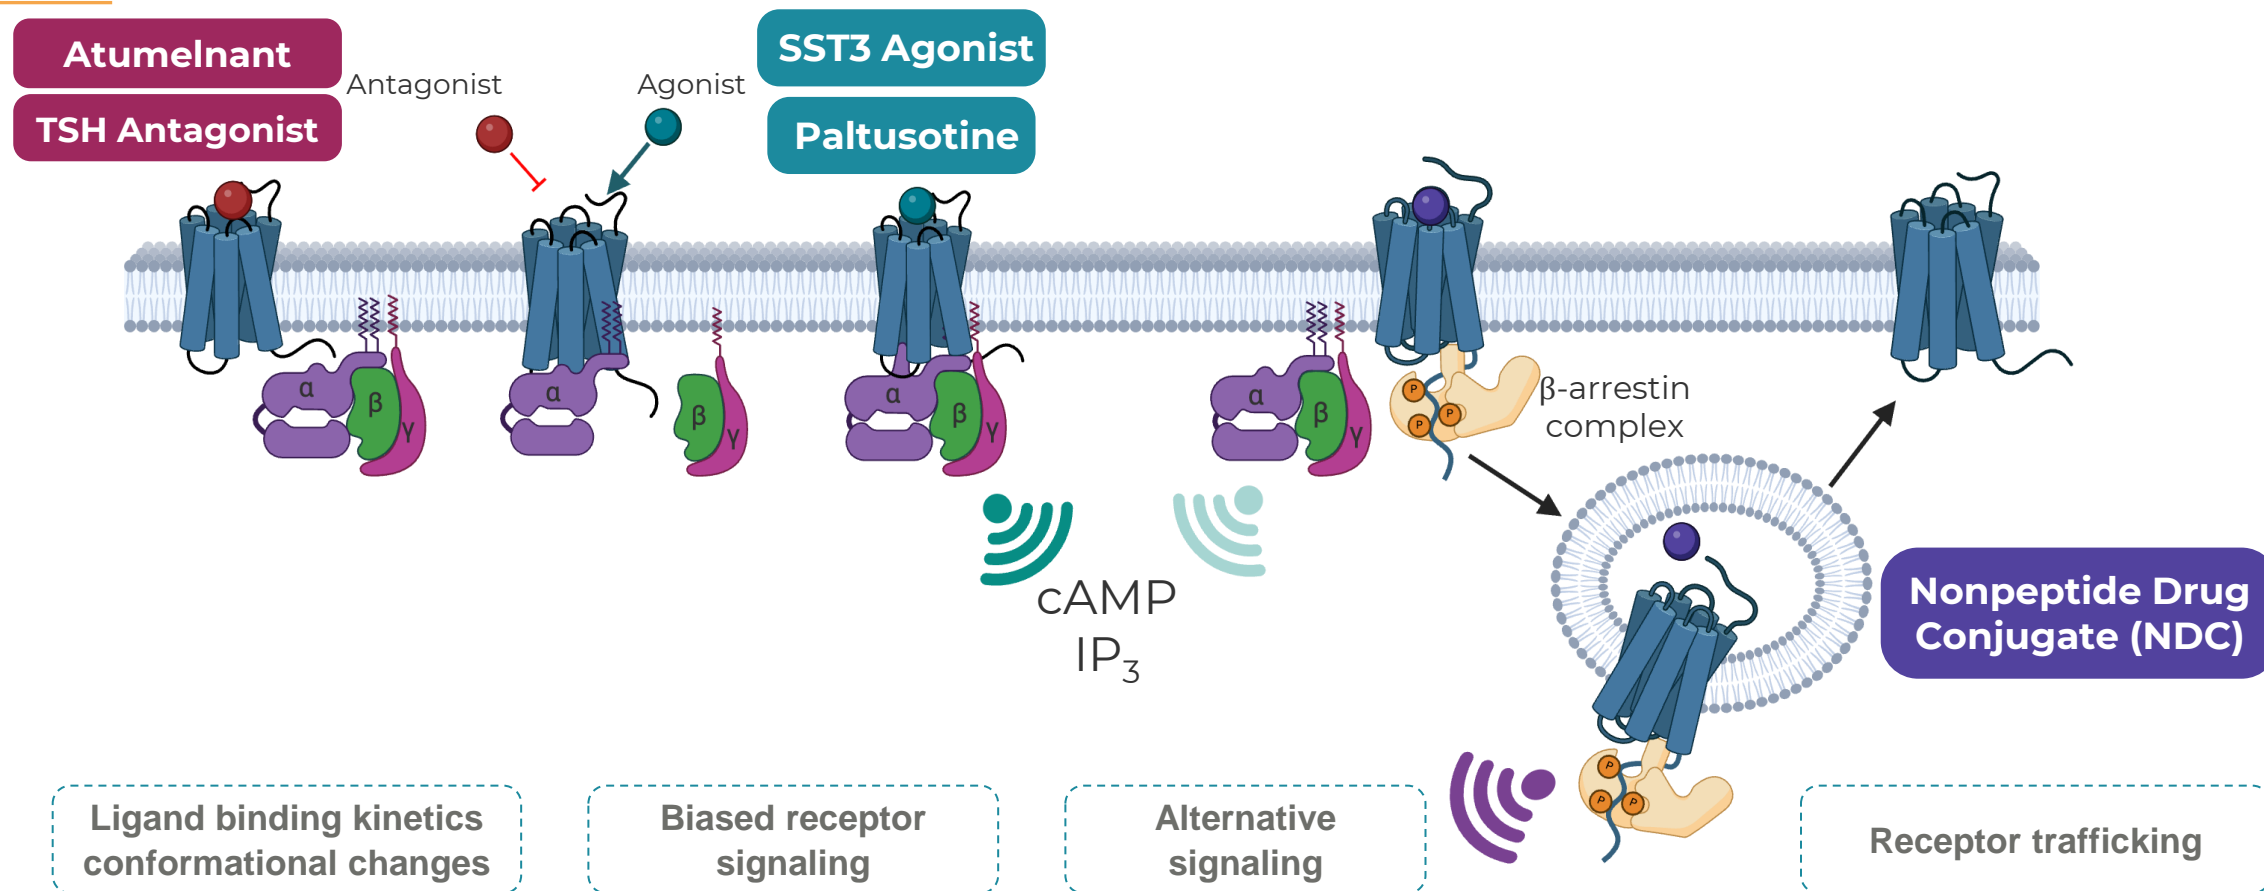 Atumelnant
TSH Antagonist
Antagonist
Agonist
SST3 Agonist
Paltusotine
α
β
γ
α
β
γ
α
β
γ
α
β
γ
P
P
P
β-arrestin
complex
cAMP
IP₃
Nonpeptide Drug
Conjugate (NDC)
P
P
P
Ligand binding kinetics
conformational changes
Biased receptor
signaling
Alternative
signaling
Receptor trafficking